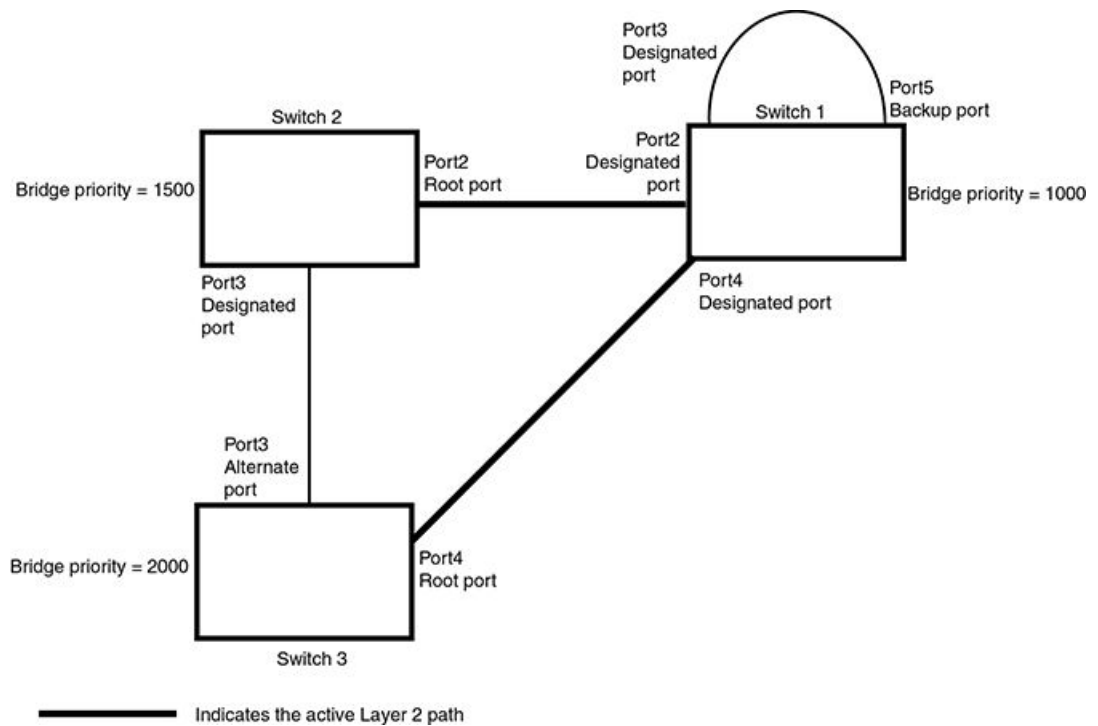 Port3
Designated
port
Port5
Backup port
Switch 2
Switch 1
Port2
Root port
Port2
Designated
port
Bridge priority = 1500
Bridge priority = 1000
Port3
Designated
port
Port4
Designated port
Port3
Alternate
port
Bridge priority = 2000
Port4
Root port
Switch 3
Indicates the active Layer 2 path